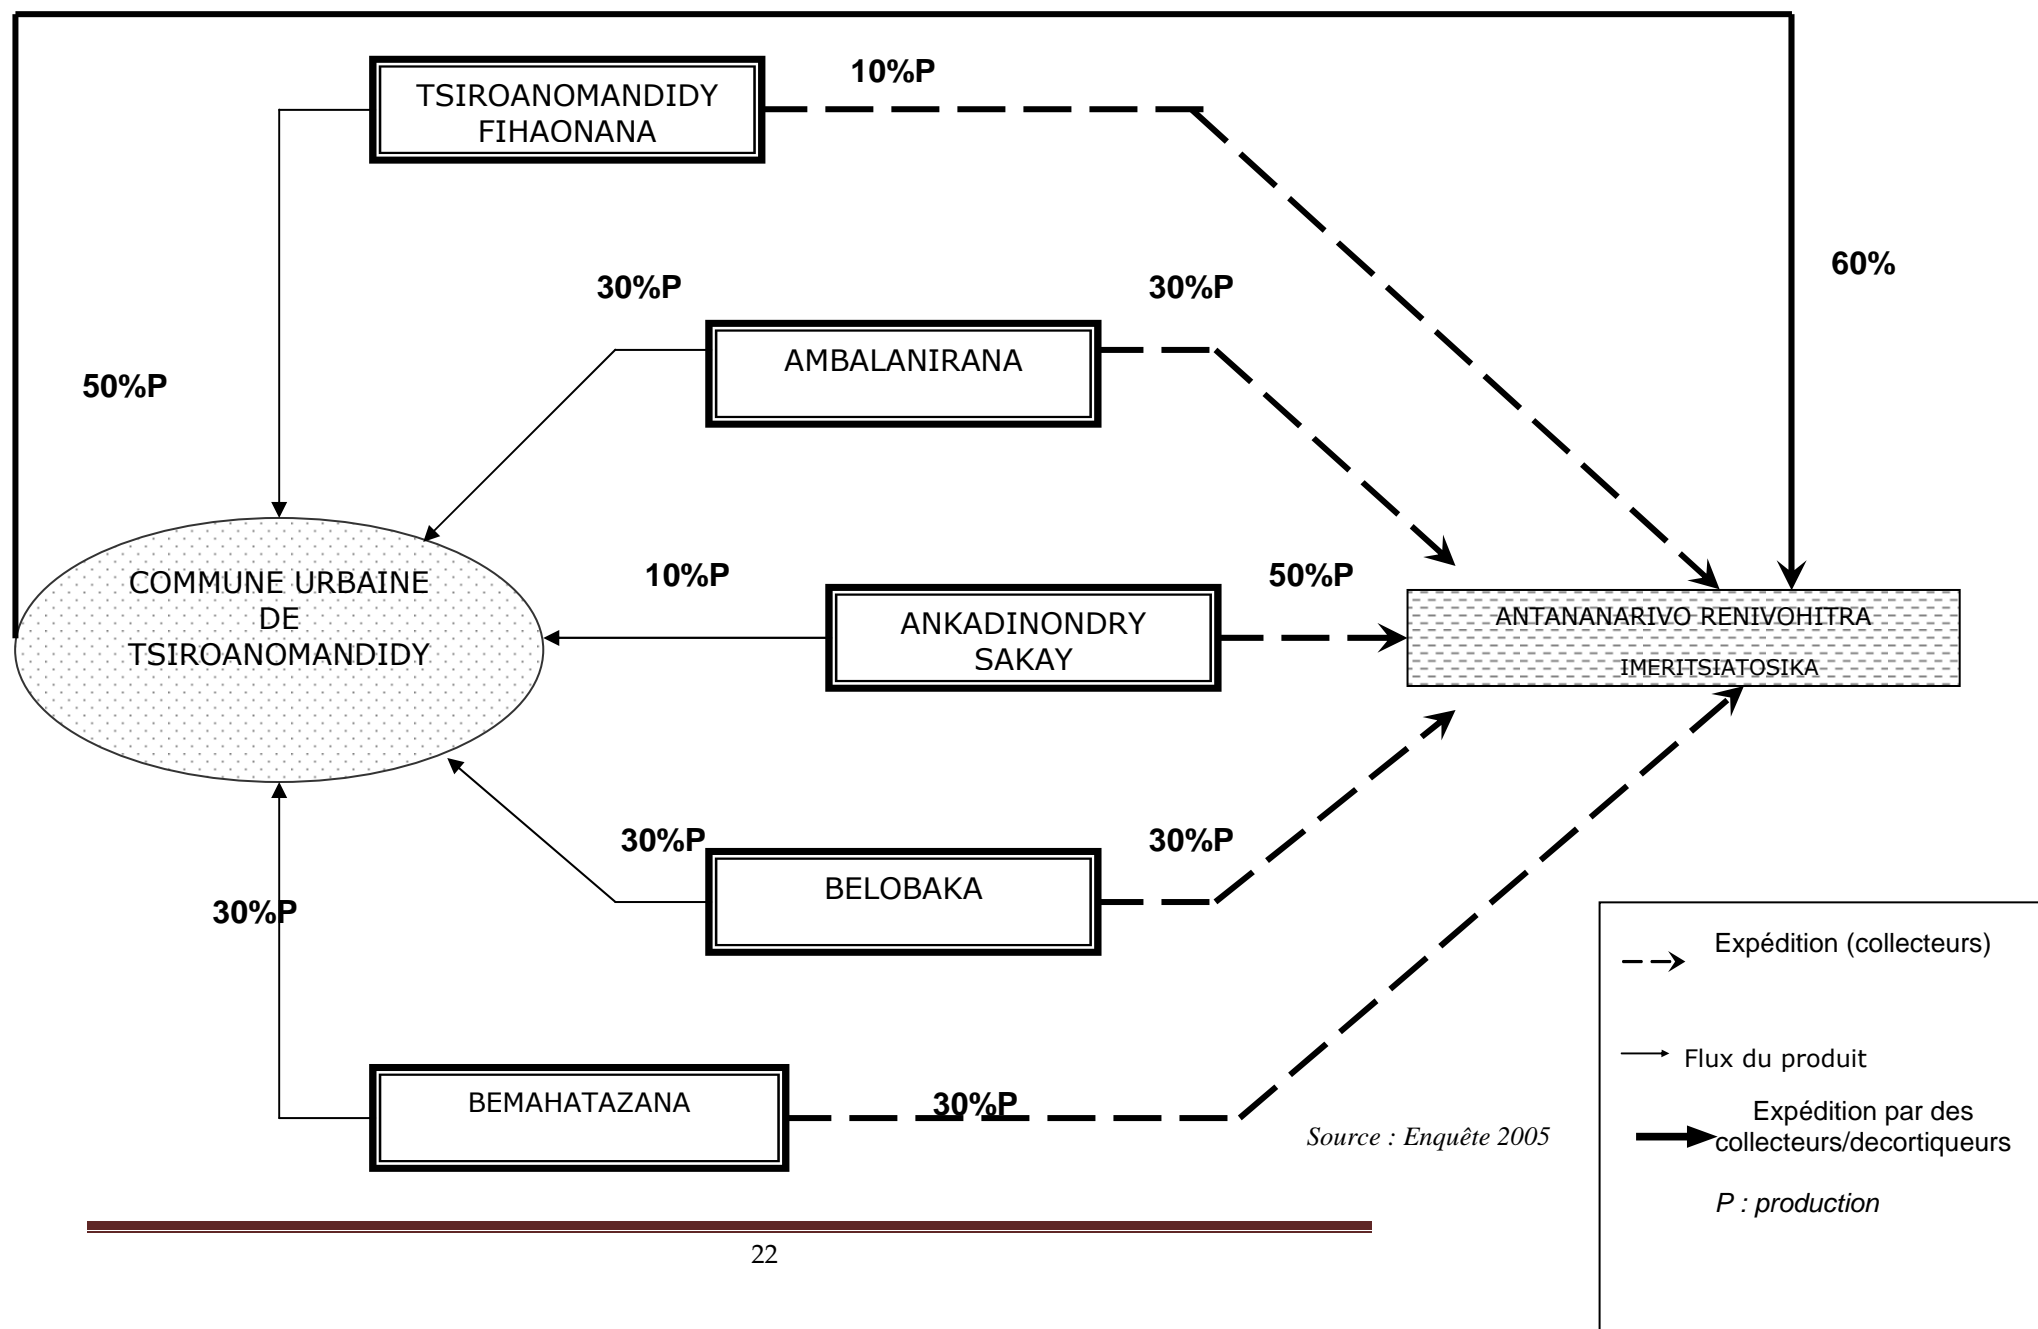 10%P
TSIROANOMANDIDY
FIHAONANA
60%
30%P
30%P
AMBALANIRANA
50%P
COMMUNE URBAINE
DE
TSIROANOMANDIDY
10%P
50%P
ANKADINONDRY
SAKAY
ANTANANARIVO RENIVOHITRA
IMERITSIATOSIKA
30%P
30%P
BELOBAKA
30%P
BEMAHATAZANA
30%P
Source : Enquête 2005
Expédition (collecteurs)
Flux du produit
Expédition par des
collecteurs/decortiqueurs
P : production
22